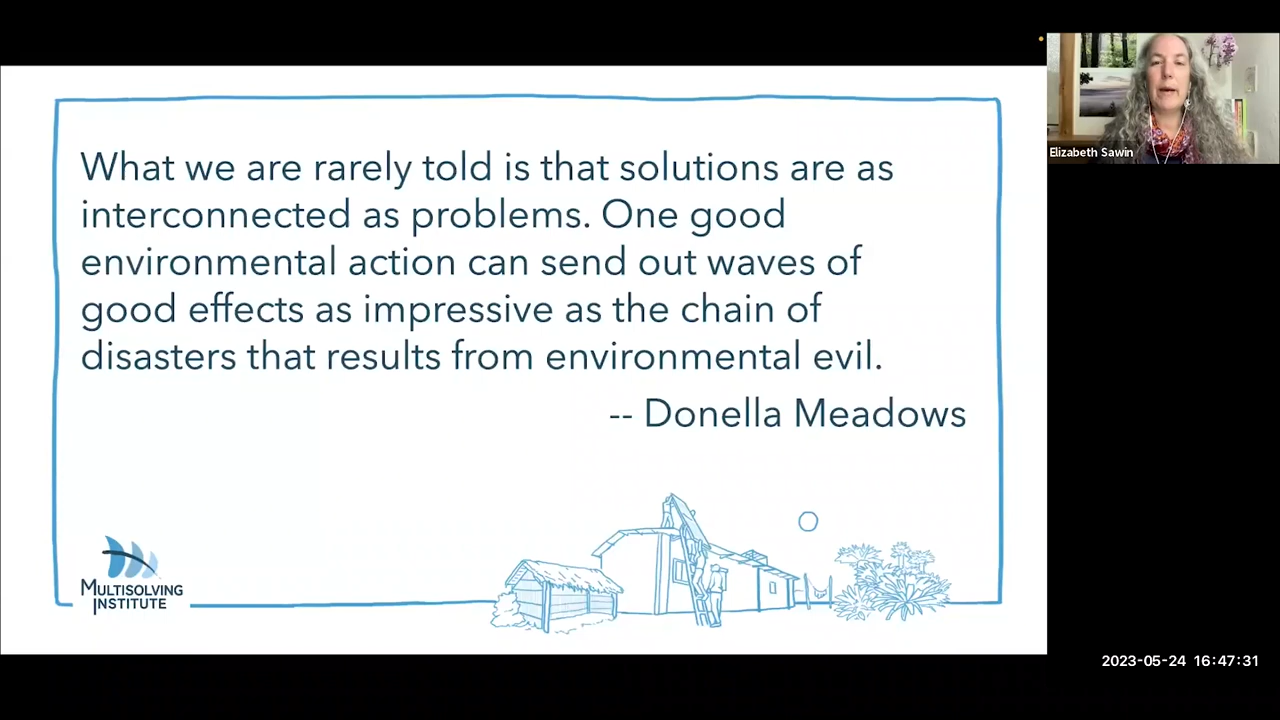 What we are rarely told is that solutions are as
interconnected as problems. One good
environmental action can send out waves of
good effects as impressive as the chain of
disasters that results from environmental evil.
-- Donella Meadows
MULTISOLVING
INSTITUTE
Elizabeth Sawin
2023-05-24 16:47:31